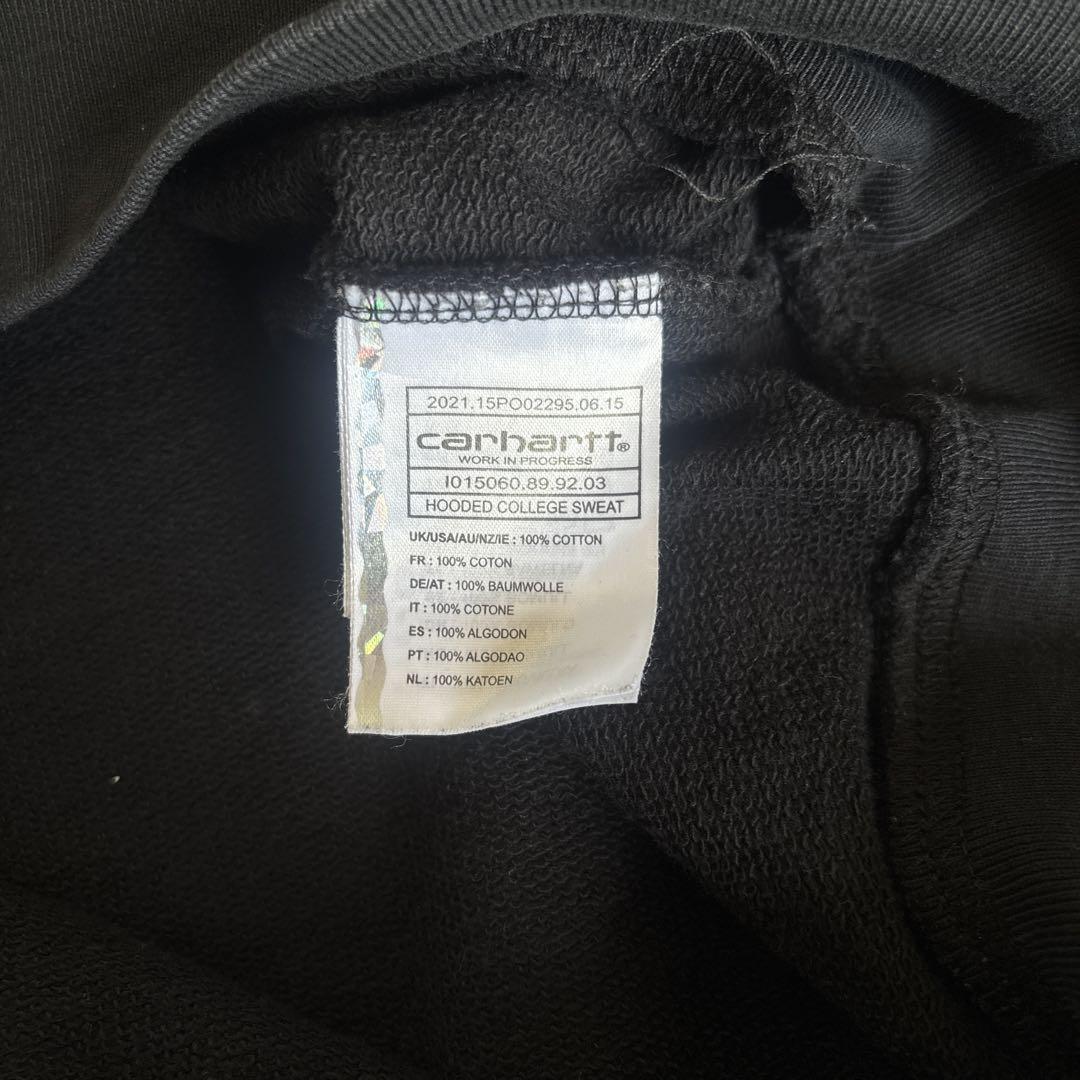 2021.15PO02295.06.15
carhartt®
WORK IN PROGRESS
I015060.89.92.03
HOODED COLLEGE SWEAT
UK/USA/AU/NZ/IE : 100% COTTON
FR : 100% COTON
DE/AT : 100% BAUMWOLLE
IT : 100% COTONE
ES : 100% ALGODON
PT : 100% ALGODAO
NL : 100% KATOEN